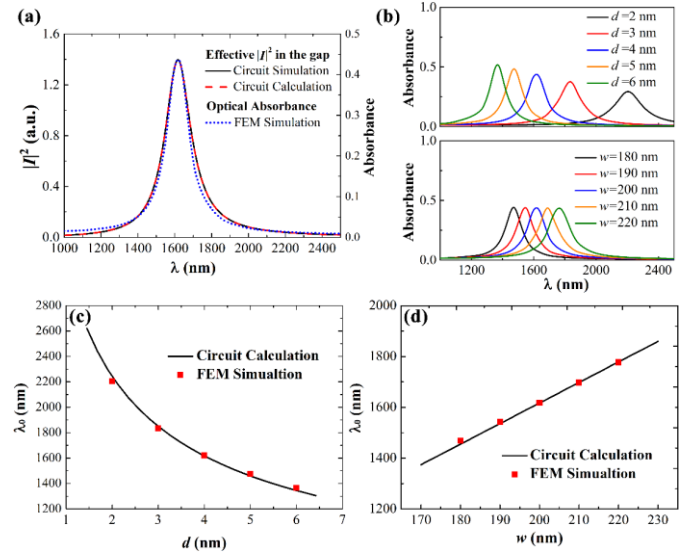 (a)
|I|² (a.u.)
1.6
1.2
0.8
0.4
0.0
Effective |I|² in the gap
Circuit Simulation
Circuit Calculation
Optical Absorbance
FEM Simulation
0.5
0.4
0.3
0.2
0.1
0.0
Absorbance
1000 1200 1400 1600 1800 2000 2200 2400
λ (nm)
(b)
Absorbance
1.0
0.5
0.0
d =2 nm
d =3 nm
d =4 nm
d =5 nm
d =6 nm
Absorbance
1.0
0.5
0.0
w=180 nm
w=190 nm
w=200 nm
w=210 nm
w=220 nm
1200 1600 2000 2400
λ (nm)
(c)
λ₀ (nm)
2800
2600
2400
2200
2000
1800
1600
1400
1200
Circuit Calculation
FEM Simualtion
1 2 3 4 5 6 7
d (nm)
(d)
λ₀ (nm)
2000
1800
1600
1400
1200
Circuit Calculation
FEM Simualtion
170 180 190 200 210 220 230
w (nm)